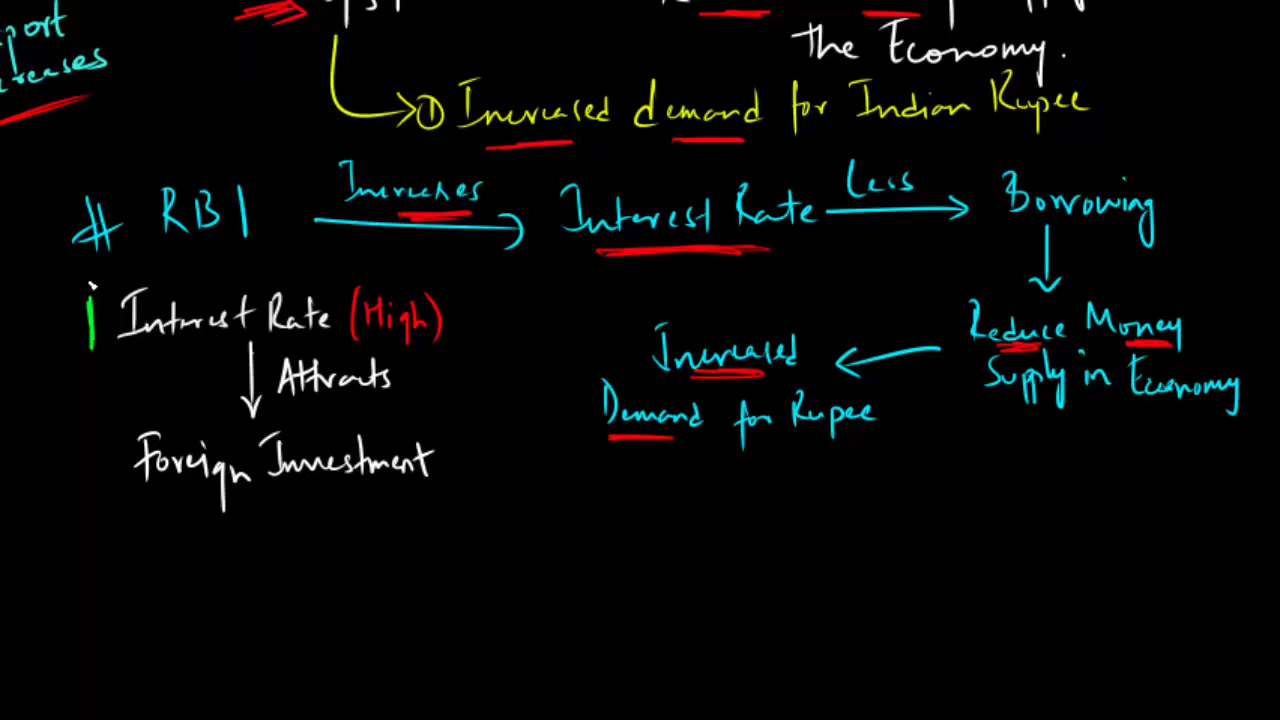 the Economy.
① Increased demand for Indian Rupee
# RBI Increases Interest Rate Less Borrowing
Interest Rate (High)
Attracts
Foreign Investment
Reduce Money
Supply in Economy
Increased
Demand for Rupee